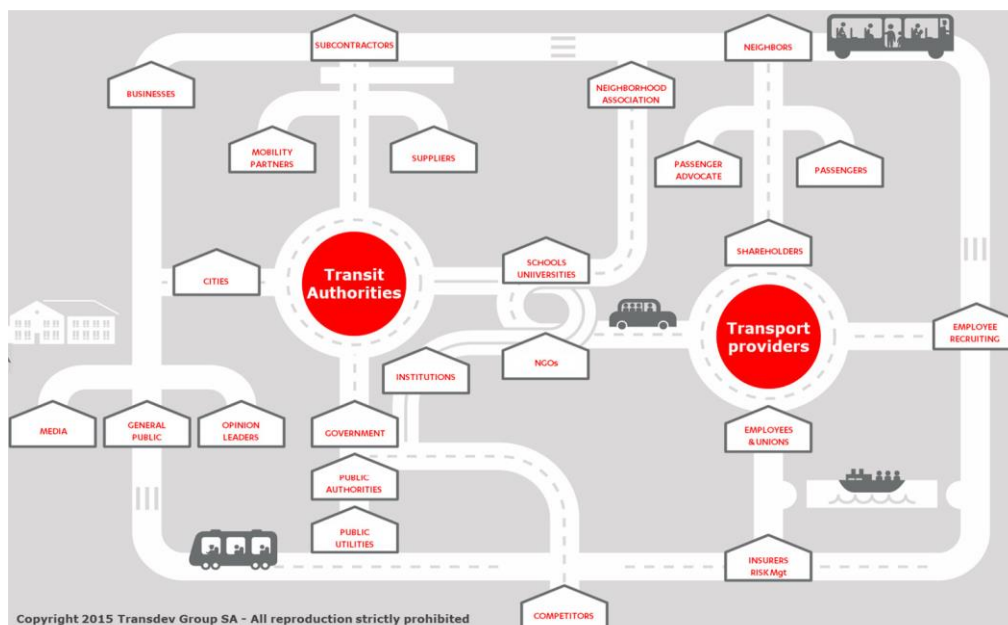 SUBCONTRACTORS
NEIGHBORS
BUSINESSES
NEIGHBORHOOD
ASSOCIATION
MOBILITY
PARTNERS
SUPPLIERS
PASSENGER
ADVOCATE
PASSENGERS
CITIES
Transit
Authorities
SCHOOLS
UNIIVERSITIES
SHAREHOLDERS
Transport
providers
EMPLOYEE
RECRUITING
INSTITUTIONS
NGOs
MEDIA
GENERAL
PUBLIC
OPINION
LEADERS
GOVERNMENT
EMPLOYEES
& UNIONS
PUBLIC
AUTHORITIES
PUBLIC
UTILITIES
INSURERS
RISK Mgt
COMPETITORS
Copyright 2015 Transdev Group SA - All reproduction strictly prohibited